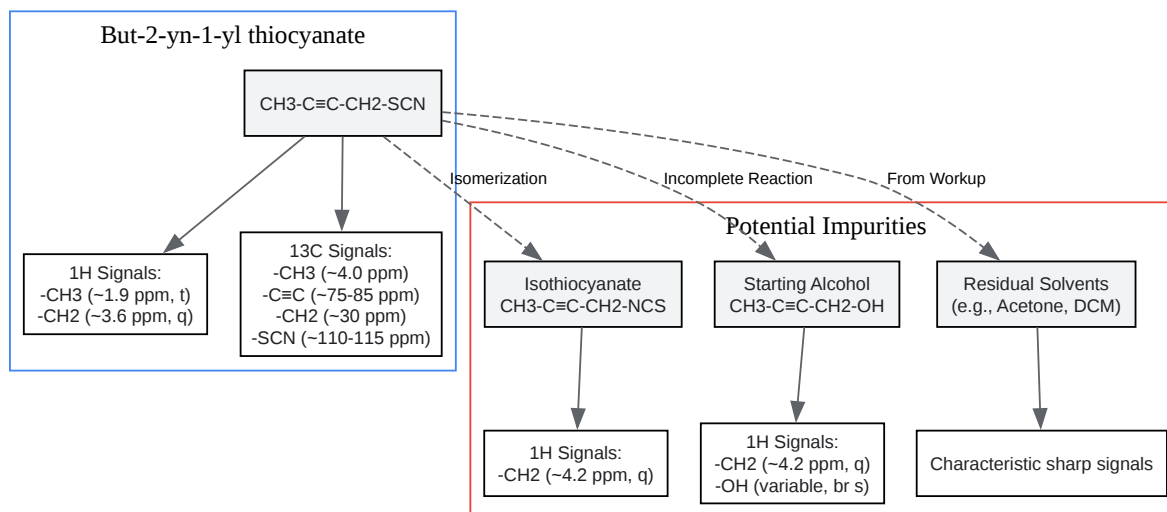 But-2-yn-1-yl thiocyanate
CH3-C≡C-CH2-SCN
Isomerization
Incomplete Reaction
From Workup
Potential Impurities
1H Signals:
-CH3 (~1.9 ppm, t)
-CH2 (~3.6 ppm, q)
13C Signals:
-CH3 (~4.0 ppm)
-C≡C (~75-85 ppm)
-CH2 (~30 ppm)
-SCN (~110-115 ppm)
Isothiocyanate
CH3-C≡C-CH2-NCS
Starting Alcohol
CH3-C≡C-CH2-OH
Residual Solvents
(e.g., Acetone, DCM)
1H Signals:
-CH2 (~4.2 ppm, q)
1H Signals:
-CH2 (~4.2 ppm, q)
-OH (variable, br s)
Characteristic sharp signals